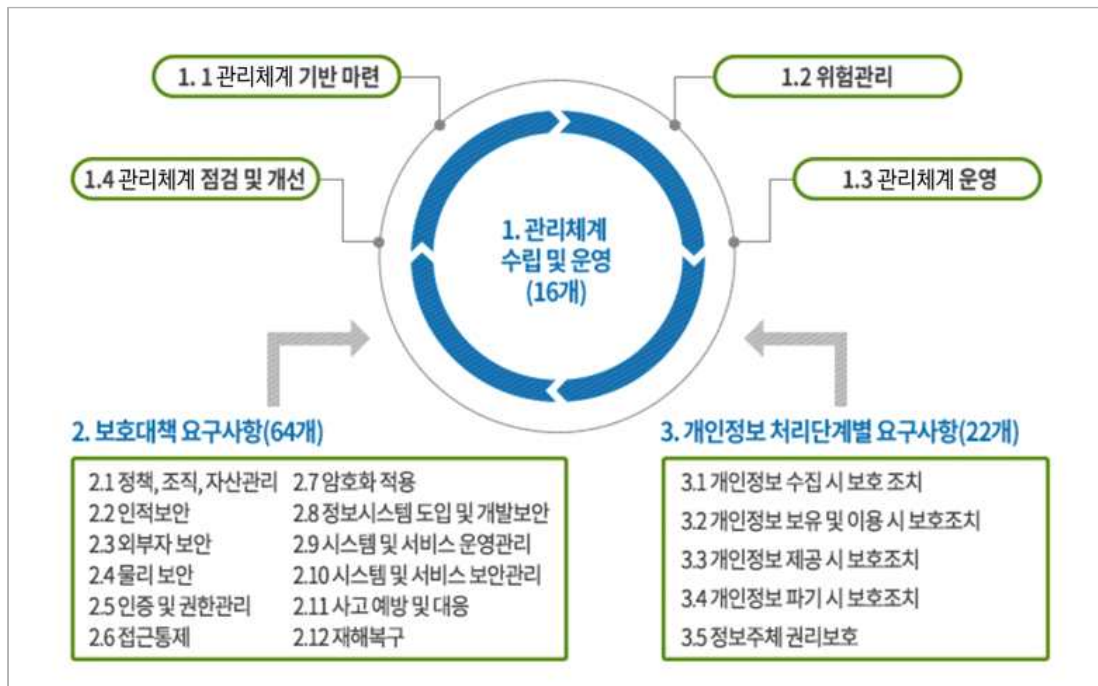 1. 1 관리체계 기반 마련
1.2 위험관리
1.4 관리체계 점검 및 개선
1.3 관리체계 운영
1. 관리체계
수립 및 운영
(16개)
2. 보호대책 요구사항(64개)
2.1 정책, 조직, 자산관리
2.2 인적보안
2.3 외부자 보안
2.4 물리 보안
2.5 인증 및 권한관리
2.6 접근통제
2.7 암호화 적용
2.8 정보시스템 도입 및 개발보안
2.9 시스템 및 서비스 운영관리
2.10 시스템 및 서비스 보안관리
2.11 사고 예방 및 대응
2.12 재해복구
3. 개인정보 처리단계별 요구사항(22개)
3.1 개인정보 수집 시 보호 조치
3.2 개인정보 보유 및 이용 시 보호조치
3.3 개인정보 제공 시 보호조치
3.4 개인정보 파기 시 보호조치
3.5 정보주체 권리보호